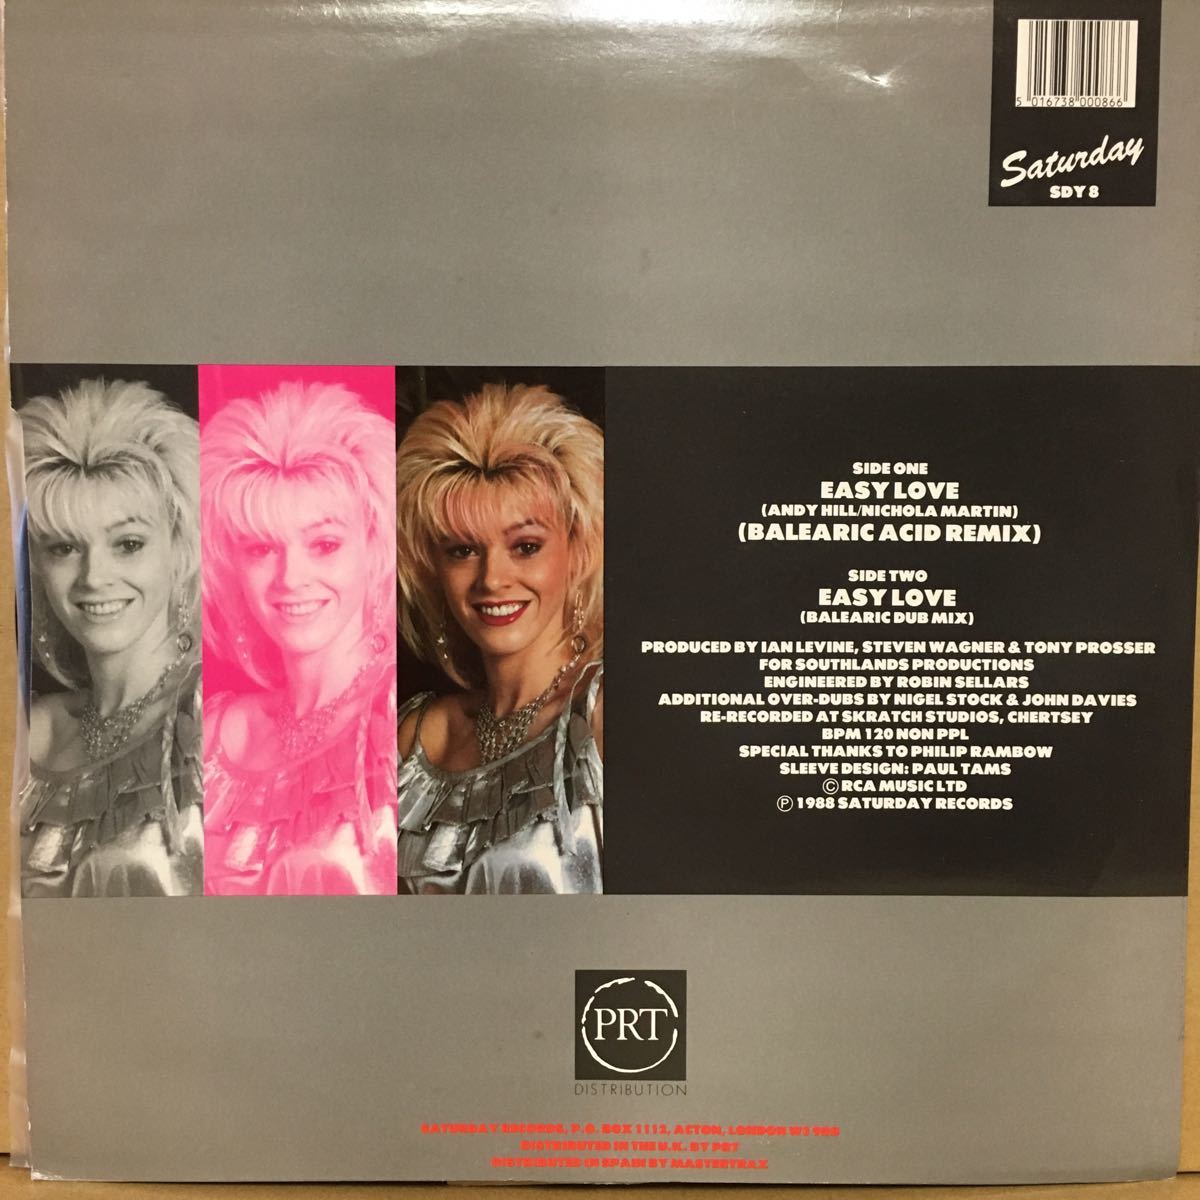 5 016738 000866
Saturday
SDY 8
SIDE ONE
EASY LOVE
(ANDY HILL/NICHOLA MARTIN)
(BALEARIC ACID REMIX)
SIDE TWO
EASY LOVE
(BALEARIC DUB MIX)
PRODUCED BY IAN LEVINE, STEVEN WAGNER & TONY PROSSER
FOR SOUTHLANDS PRODUCTIONS
ENGINEERED BY ROBIN SELLARS
ADDITIONAL OVER-DUBS BY NIGEL STOCK & JOHN DAVIES
RE-RECORDED AT SKRATCH STUDIOS, CHERTSEY
BPM 120 NON PPL
SPECIAL THANKS TO PHILIP RAMBOW
SLEEVE DESIGN: PAUL TAMS
Ⓒ RCA MUSIC LTD
Ⓟ 1988 SATURDAY RECORDS
PRT
DISTRIBUTION
SATURDAY RECORDS, P.O. BOX 1112, ACTON, LONDON W3
DISTRIBUTED IN THE U.K. BY PRT
DISTRIBUTED IN SPAIN BY MASTERTRAX